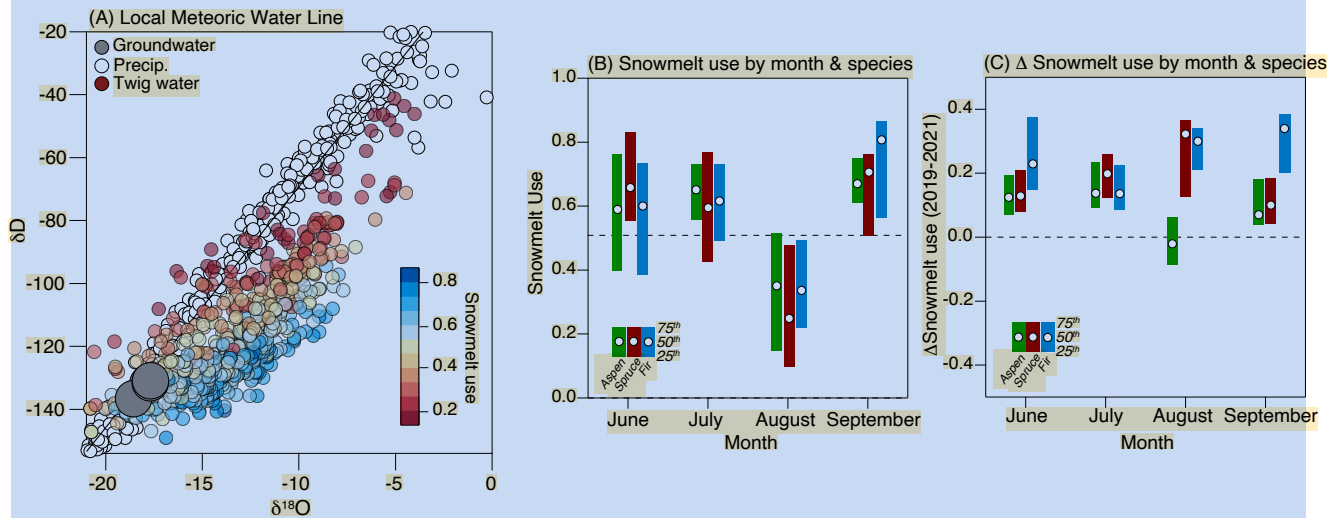 (A) Local Meteoric Water Line
Groundwater
Precip.
Twig water
-20
-40
-60
-80
-100
-120
-140
δD
-20
-15
-10
-5
0
δ¹⁸O
0.8
0.6
0.4
0.2
Snowmelt use
(B) Snowmelt use by month & species
1.0
0.8
0.6
0.4
0.2
0.0
Snowmelt Use
75th
50th
25th
Aspen
Spruce
Fir
June
July
August
September
Month
(C) Δ Snowmelt use by month & species
0.4
0.2
0.0
-0.2
-0.4
ΔSnowmelt use (2019-2021)
75th
50th
25th
Aspen
Spruce
Fir
June
July
August
September
Month